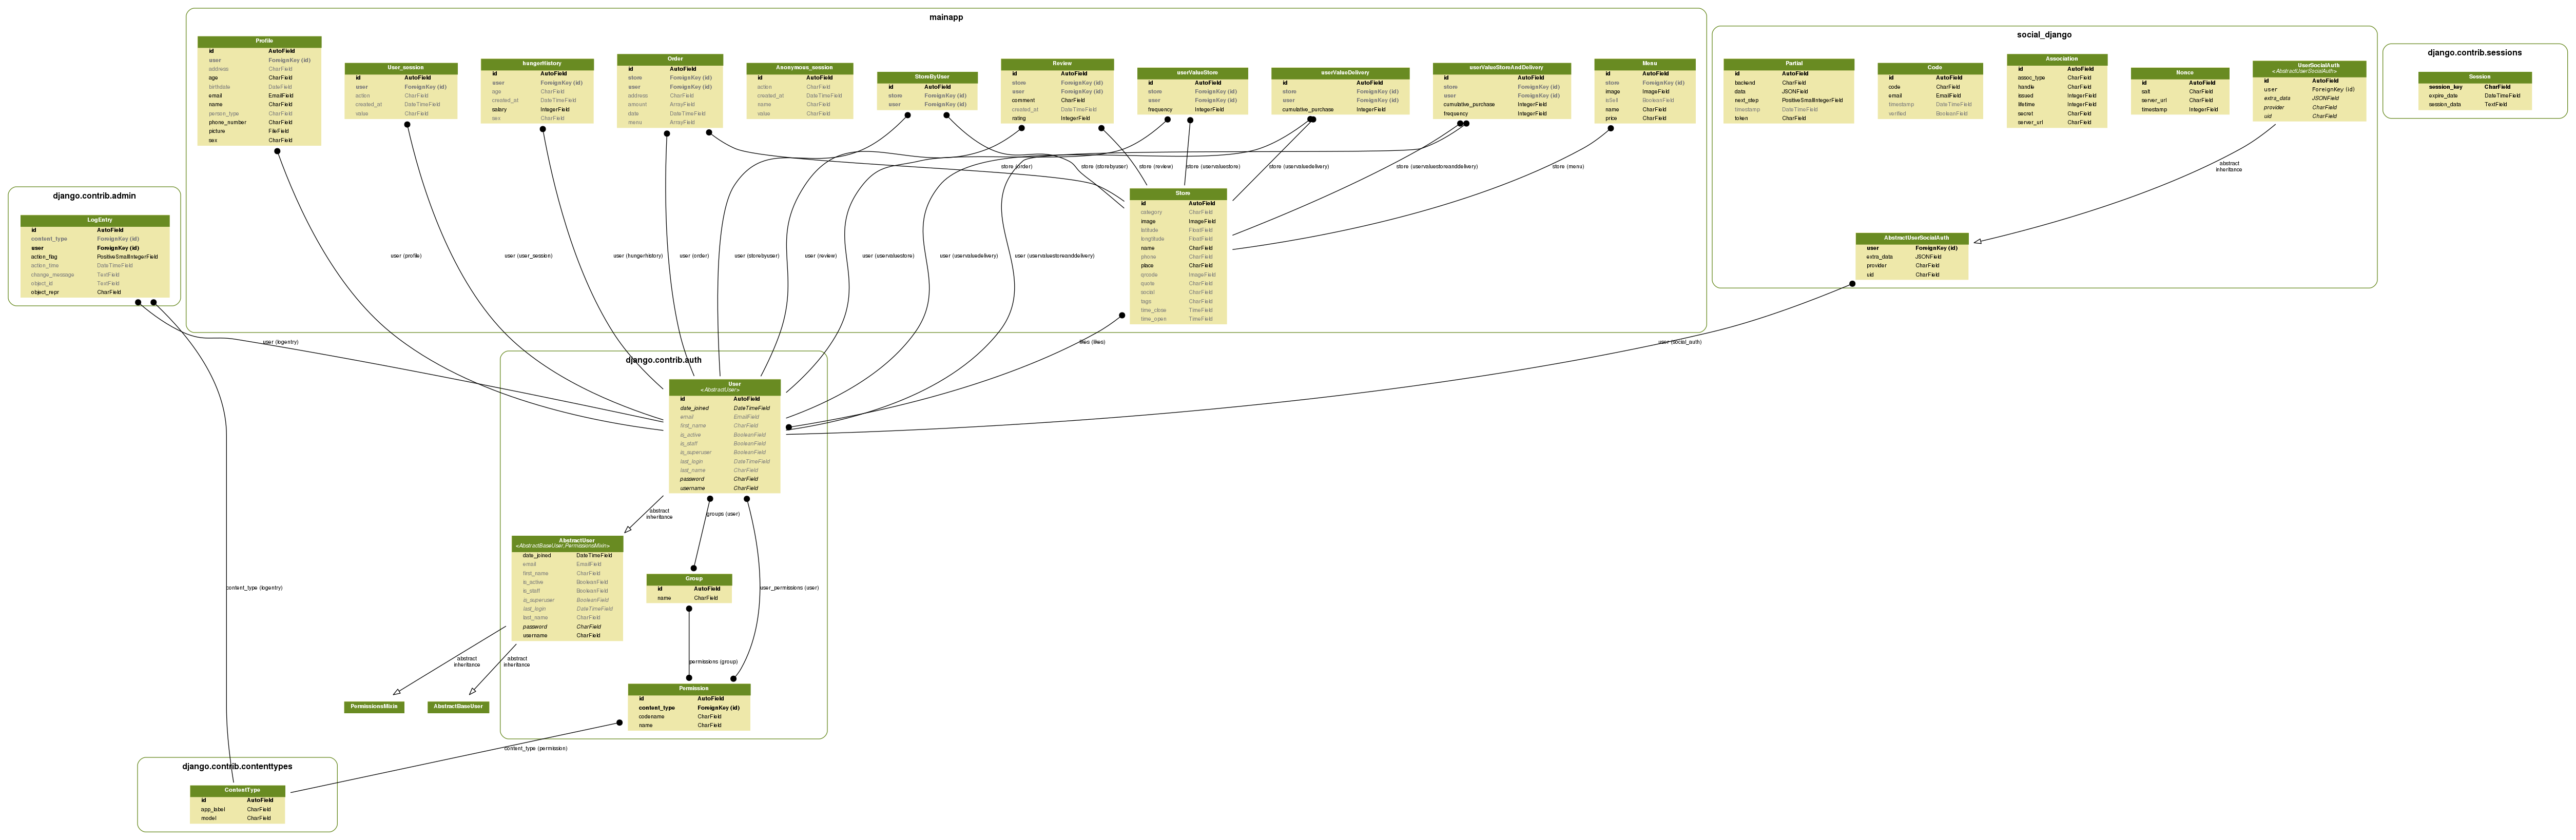 mainapp
Profile
id AutoField
user ForeignKey (id)
address CharField
age CharField
birthdate DateField
email EmailField
name CharField
person_type CharField
phone_number CharField
picture FileField
sex CharField
User_session
id AutoField
user ForeignKey (id)
action CharField
created_at DateTimeField
value CharField
hungerHistory
id AutoField
user ForeignKey (id)
age CharField
created_at DateTimeField
salary IntegerField
sex CharField
Order
id AutoField
store ForeignKey (id)
user ForeignKey (id)
address CharField
amount ArrayField
date DateTimeField
menu ArrayField
Anonymous_session
id AutoField
action CharField
created_at DateTimeField
name CharField
value CharField
StoreByUser
id AutoField
store ForeignKey (id)
user ForeignKey (id)
Review
id AutoField
store ForeignKey (id)
user ForeignKey (id)
comment CharField
created_at DateTimeField
rating IntegerField
userValueStore
id AutoField
store ForeignKey (id)
user ForeignKey (id)
frequency IntegerField
userValueDelivery
id AutoField
store ForeignKey (id)
user ForeignKey (id)
cumulative_purchase IntegerField
userValueStoreAndDelivery
id AutoField
store ForeignKey (id)
user ForeignKey (id)
cumulative_purchase IntegerField
frequency IntegerField
Menu
id AutoField
store ForeignKey (id)
image ImageField
isSell BooleanField
name CharField
price CharField
store (order)
store (storebyuser)
store (review)
store (uservaluestore)
store (uservaluedelivery)
store (uservaluestoreanddelivery)
store (menu)
Store
id AutoField
category CharField
image ImageField
latitude FloatField
longtitude FloatField
name CharField
phone CharField
place CharField
qrcode ImageField
quote CharField
social CharField
tags CharField
time_close TimeField
time_open TimeField
user (profile)
user (user_session)
user (hungerhistory)
user (order)
user (storebyuser)
user (review)
user (uservaluestore)
user (uservaluedelivery)
user (uservaluestoreanddelivery)
social_django
Partial
id AutoField
backend CharField
data JSONField
next_step PositiveSmallIntegerField
timestamp DateTimeField
token CharField
Code
id AutoField
code CharField
email EmailField
timestamp DateTimeField
verified BooleanField
Association
id AutoField
assoc_type CharField
handle CharField
issued IntegerField
lifetime IntegerField
secret CharField
server_url CharField
Nonce
id AutoField
salt CharField
server_url CharField
timestamp IntegerField
UserSocialAuth
<AbstractUserSocialAuth>
id AutoField
user ForeignKey (id)
extra_data JSONField
provider CharField
uid CharField
abstract
inheritance
AbstractUserSocialAuth
user ForeignKey (id)
extra_data JSONField
provider CharField
uid CharField
django.contrib.sessions
Session
session_key CharField
expire_date DateTimeField
session_data TextField
django.contrib.admin
LogEntry
id AutoField
content_type ForeignKey (id)
user ForeignKey (id)
action_flag PositiveSmallIntegerField
action_time DateTimeField
change_message TextField
object_id TextField
object_repr CharField
user (logentry)
likes (likes)
user (social_auth)
django.contrib.auth
User
<AbstractUser>
id AutoField
date_joined DateTimeField
email EmailField
first_name CharField
is_active BooleanField
is_staff BooleanField
is_superuser BooleanField
last_login DateTimeField
last_name CharField
password CharField
username CharField
abstract
inheritance
groups (user)
AbstractUser
<AbstractBaseUser,PermissionsMixin>
date_joined DateTimeField
email EmailField
first_name CharField
is_active BooleanField
is_staff BooleanField
is_superuser BooleanField
last_login DateTimeField
last_name CharField
password CharField
username CharField
Group
id AutoField
name CharField
content_type (logentry)
user_permissions (user)
abstract
inheritance
abstract
inheritance
permissions (group)
PermissionsMixin
AbstractBaseUser
Permission
id AutoField
content_type ForeignKey (id)
codename CharField
name CharField
content_type (permission)
django.contrib.contenttypes
ContentType
id AutoField
app_label CharField
model CharField